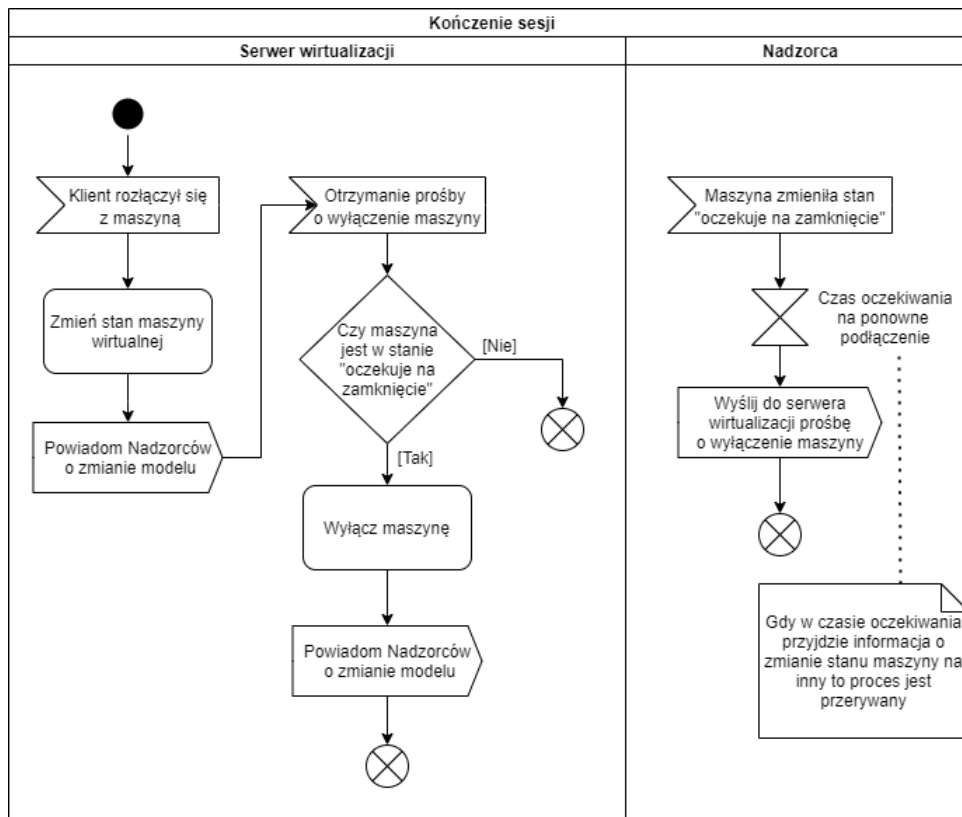 Kończenie sesji
Serwer wirtualizacji
Nadzorca
Klient rozłączył się
z maszyną
Zmień stan maszyny
wirtualnej
Powiadom Nadzorców
o zmianie modelu
Otrzymanie prośby
o wyłączenie maszyny
Czy maszyna
jest w stanie
"oczekuje na
zamknięcie"
[Nie]
[Tak]
Wyłącz maszynę
Powiadom Nadzorców
o zmianie modelu
Maszyna zmieniła stan
"oczekuje na zamknięcie"
Czas oczekiwania
na ponowne
podłączenie
Wyślij do serwera
wirtualizacji prośbę
o wyłączenie maszyny
Gdy w czasie oczekiwania
przyjdzie informacja o
zmianie stanu maszyny na
inny to proces jest
przerywany